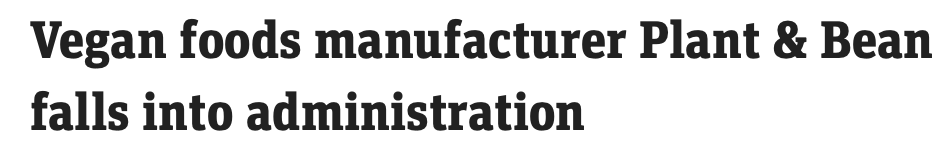 Vegan foods manufacturer Plant & Bean
falls into administration